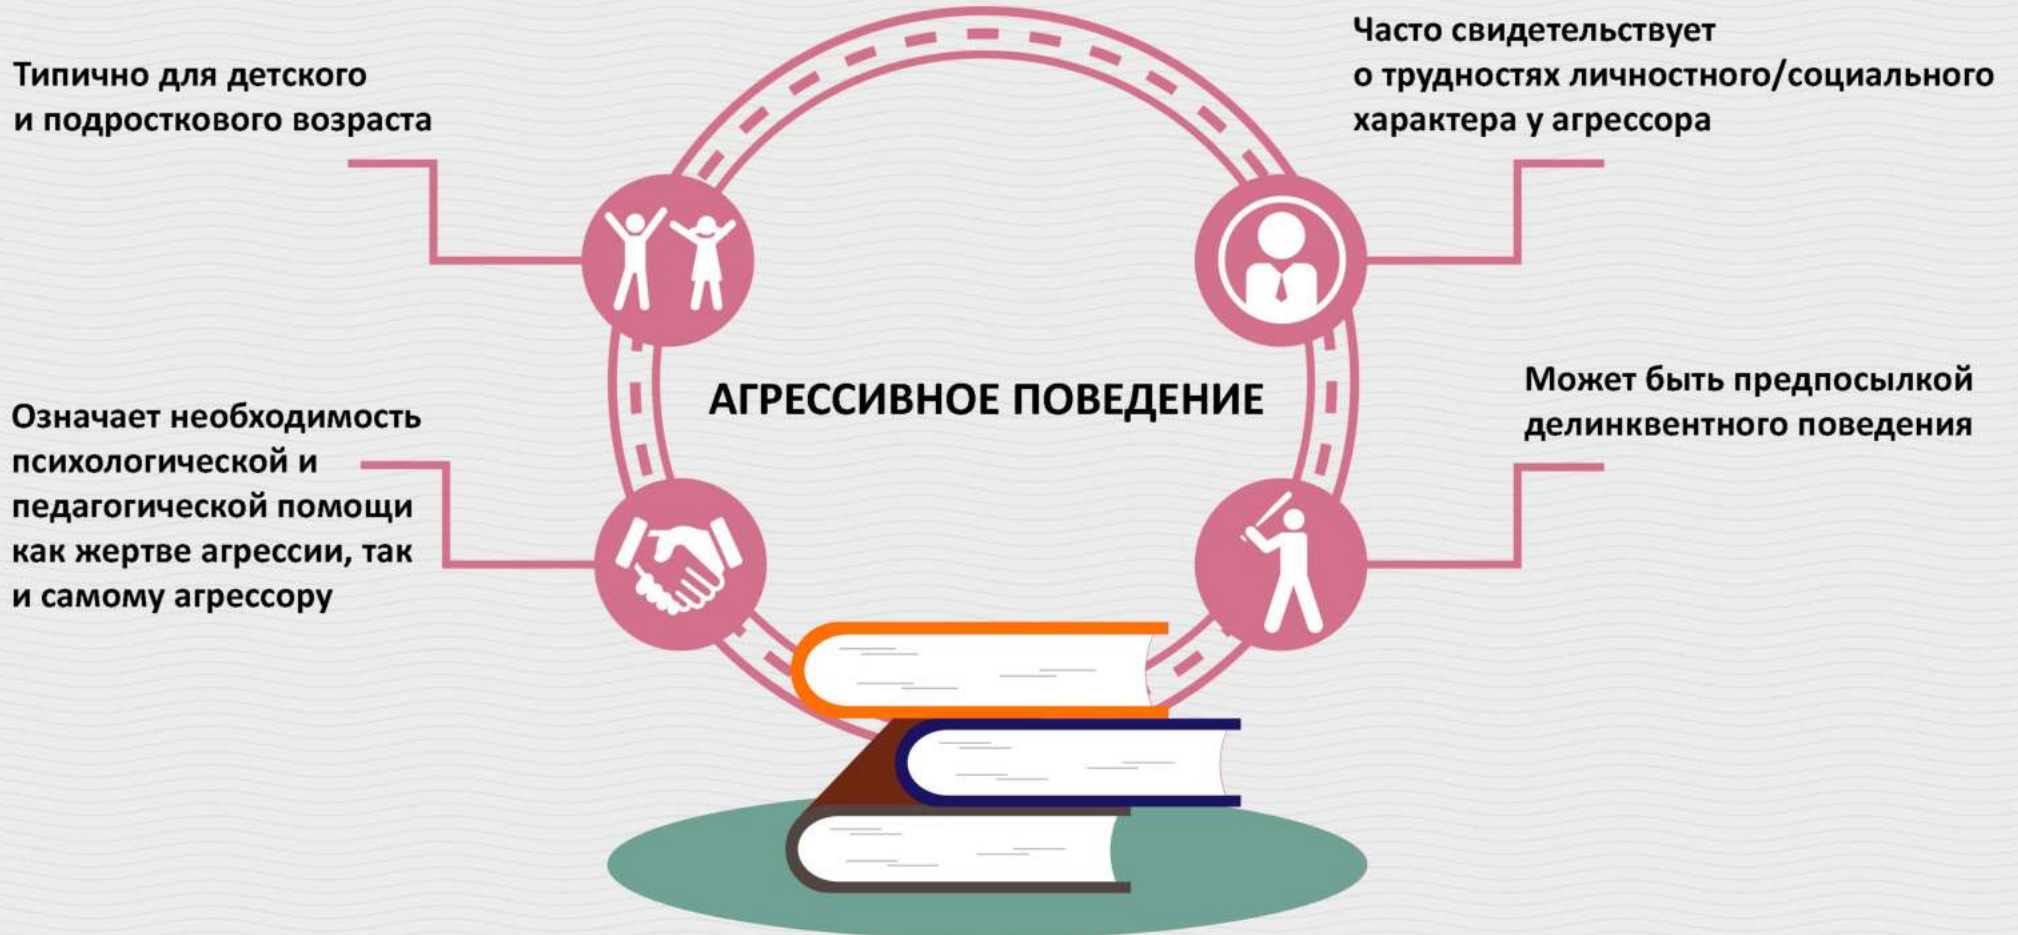 Типично для детского
и подросткового возраста
Часто свидетельствует
о трудностях личностного/социального
характера у агрессора
АГРЕССИВНОЕ ПОВЕДЕНИЕ
Означает необходимость
психологической и
педагогической помощи
как жертве агрессии, так
и самому агрессору
Может быть предпосылкой
делинквентного поведения